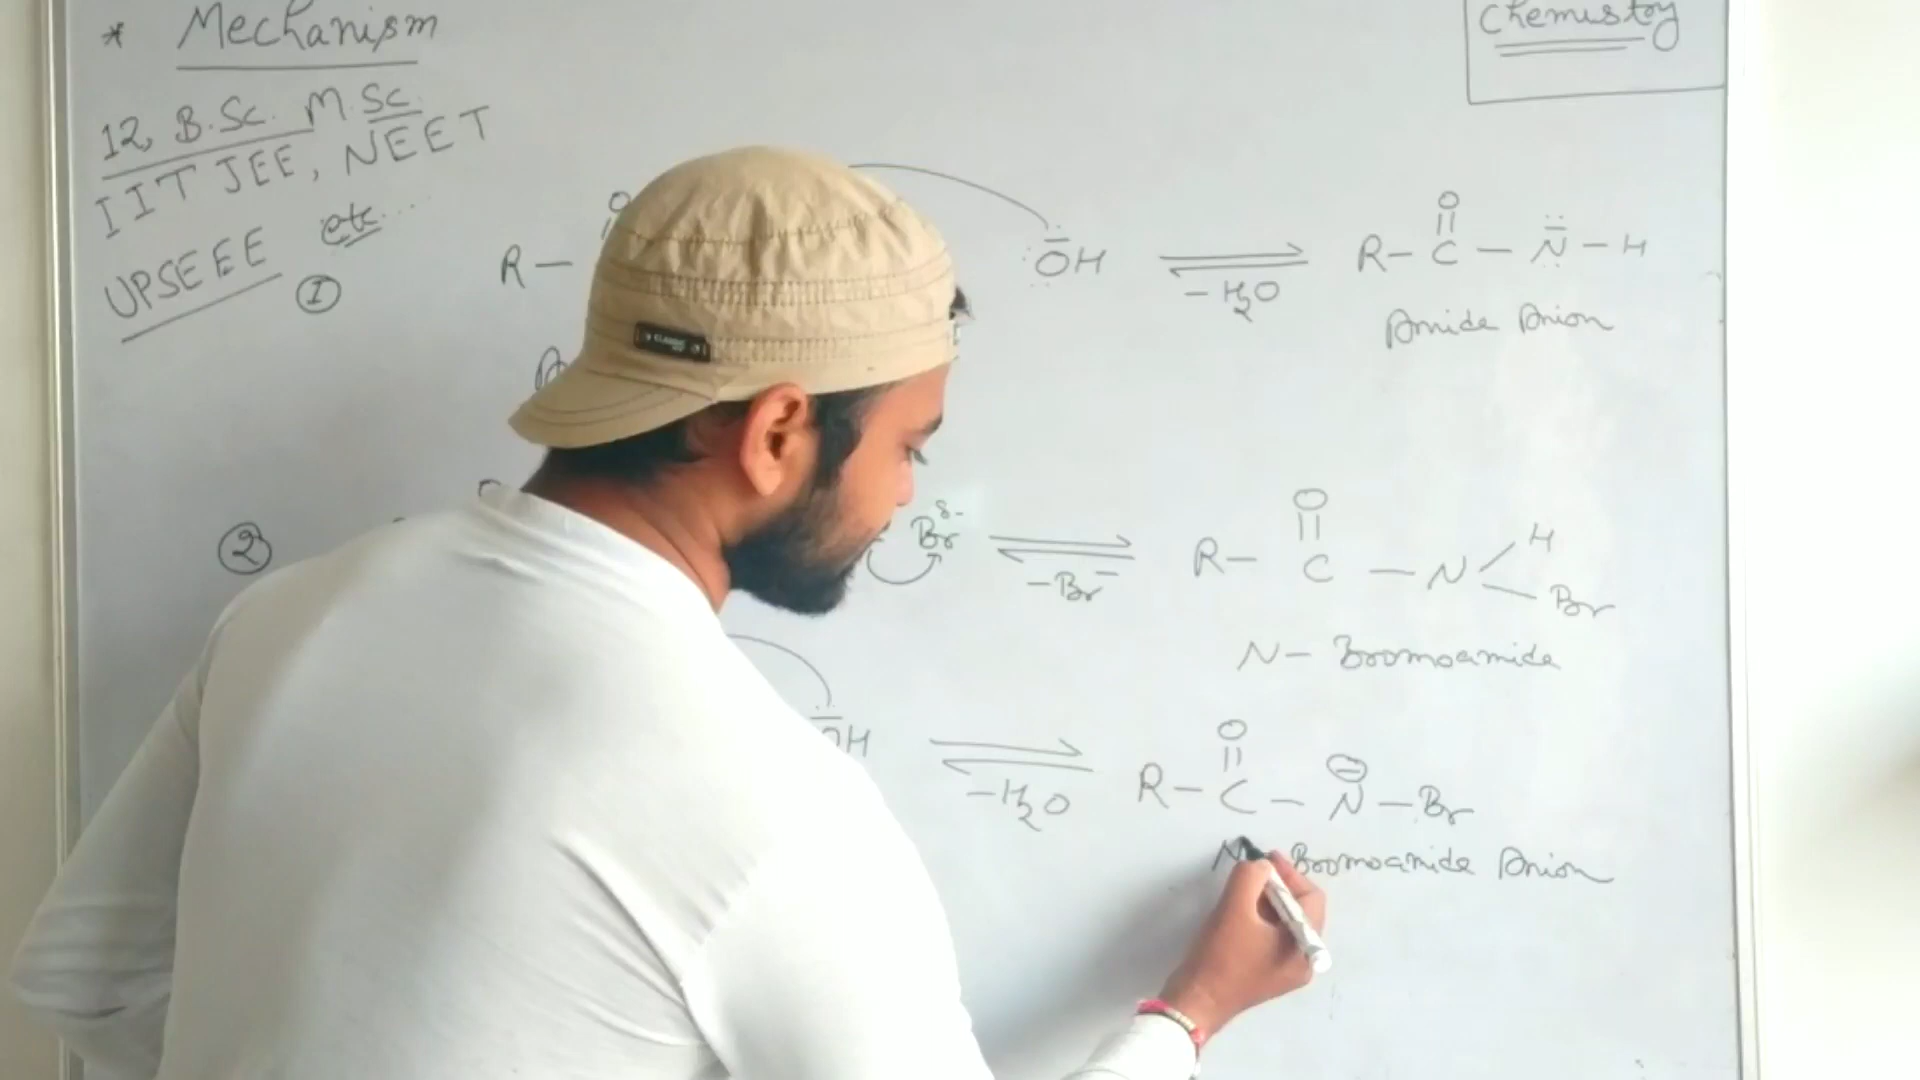 * Mechanism
Chemistry
12, B.Sc. M.Sc.
IIT JEE, NEET
UPSEEE etc...
①
O
R —
:ŌH
⇌
- H₂O
O
||
R - C - N̄ - H
Amide Anion
CLASSIC
②
Br δ-
⇌
- Br⁻
O
||
R - C - N
H
Br
N - Bromoamide
ŌH
⇌
- H₂O
O
||
R - C - N - Br
⊖
N Bromoamide Anion